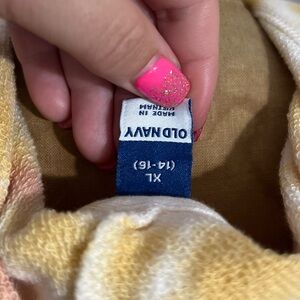 OLD NAVY
MADE IN
VIETNAM
XL
(14-16)